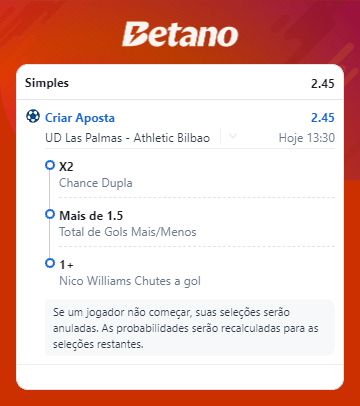 Betano
Simples 2.45
Criar Aposta 2.45
UD Las Palmas - Athletic Bilbao Hoje 13:30
X2
Chance Dupla
Mais de 1.5
Total de Gols Mais/Menos
1+
Nico Williams Chutes a gol
Se um jogador não começar, suas seleções serão
anuladas. As probabilidades serão recalculadas para as
seleções restantes.